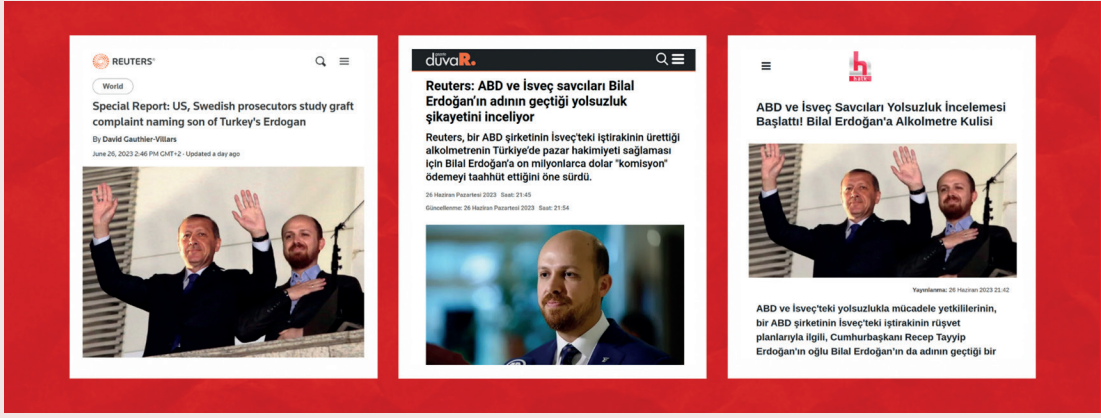 REUTERS®
World
Special Report: US, Swedish prosecutors study graft
complaint naming son of Turkey's Erdogan
By David Gauthier-Villars
June 26, 2023 2:46 PM GMT+2 · Updated a day ago
gazete
duvaR.
Reuters: ABD ve İsveç savcıları Bilal
Erdoğan'ın adının geçtiği yolsuzluk
şikayetini inceliyor
Reuters, bir ABD şirketinin İsveç'teki iştirakinin ürettiği
alkolmetrenin Türkiye'de pazar hakimiyeti sağlaması
için Bilal Erdoğan'a on milyonlarca dolar "komisyon"
ödemeyi taahhüt ettiğini öne sürdü.
26 Haziran Pazartesi 2023 Saat: 21:45
Güncellenme: 26 Haziran Pazartesi 2023 Saat: 21:54
h
halk
ABD ve İsveç Savcıları Yolsuzluk İncelemesi
Başlattı! Bilal Erdoğan'a Alkolmetre Kulisi
Yayınlanma: 26 Haziran 2023 21:42
ABD ve İsveç'teki yolsuzlukla mücadele yetkililerinin,
bir ABD şirketinin İsveç'teki iştirakinin rüşvet
planlarıyla ilgili, Cumhurbaşkanı Recep Tayyip
Erdoğan'ın oğlu Bilal Erdoğan'ın da adının geçtiği bir